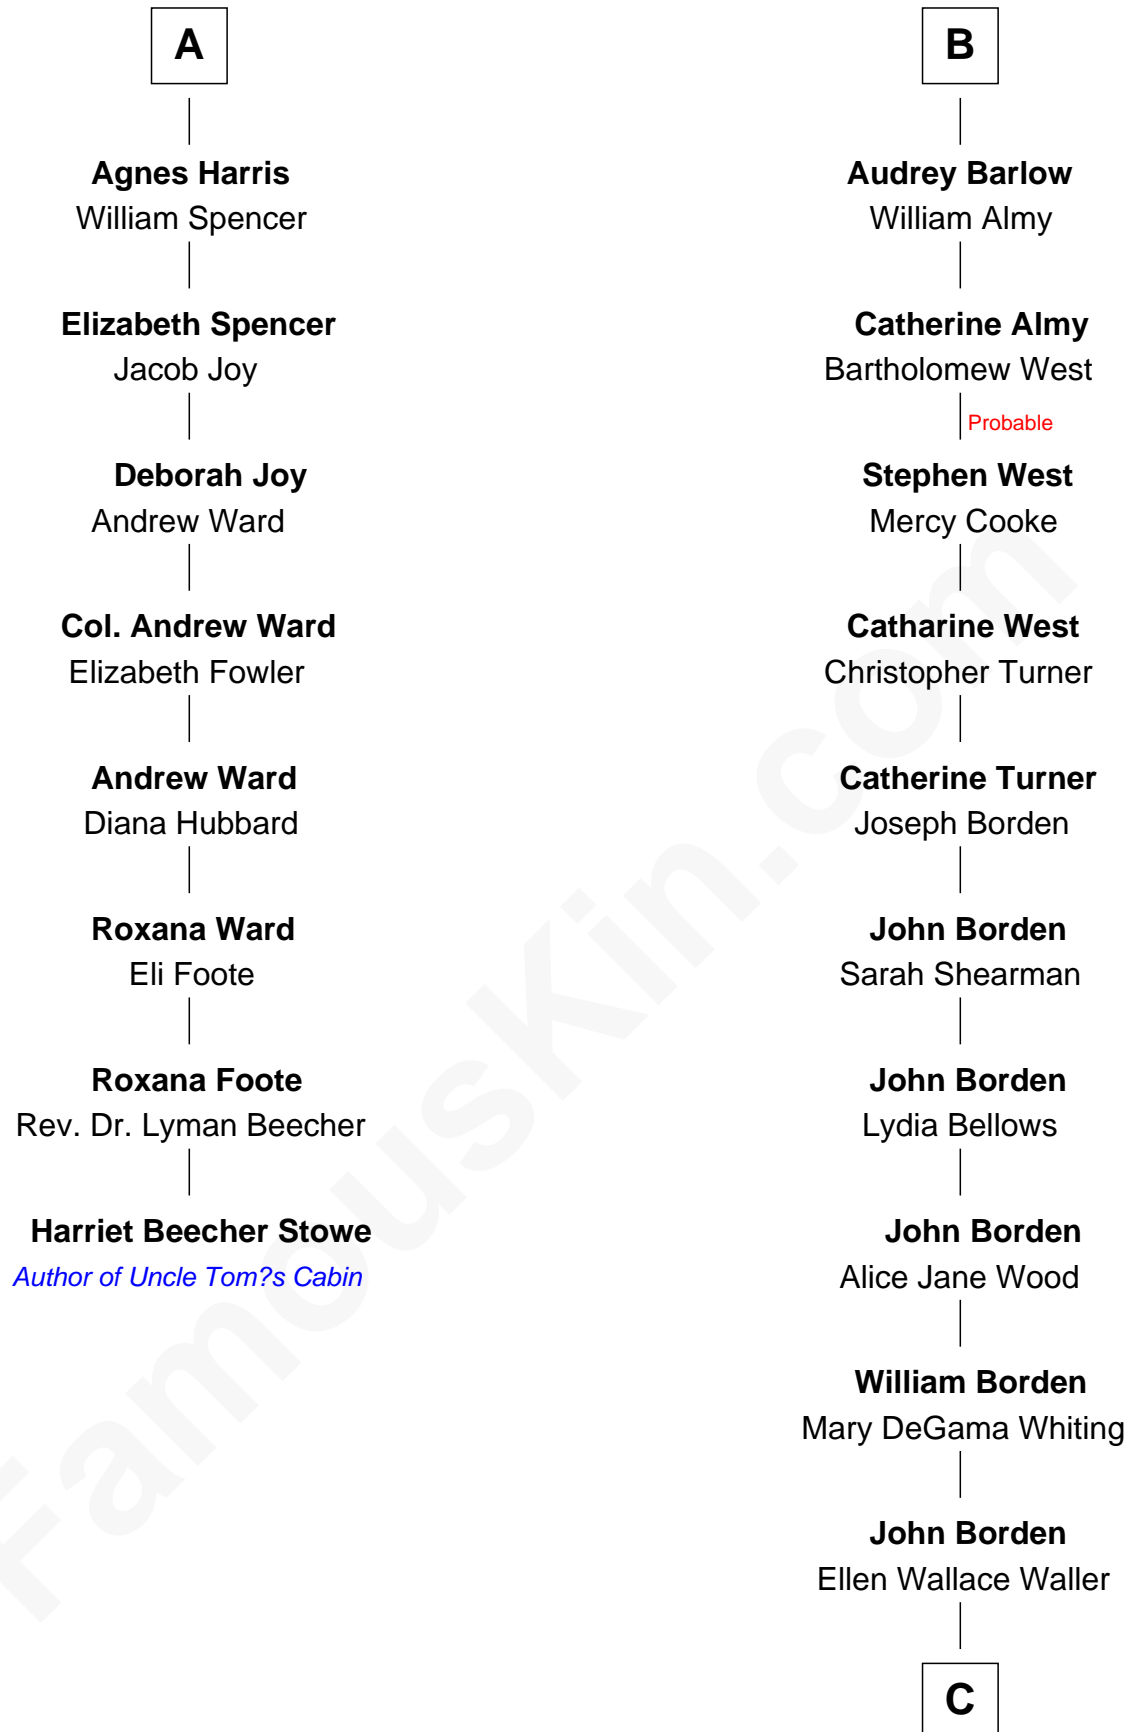 A
Agnes Harris
William Spencer
Elizabeth Spencer
Jacob Joy
Deborah Joy
Andrew Ward
Col. Andrew Ward
Elizabeth Fowler
Andrew Ward
Diana Hubbard
Roxana Ward
Eli Foote
Roxana Foote
Rev. Dr. Lyman Beecher
Harriet Beecher Stowe
Author of Uncle Tom?s Cabin
B
Audrey Barlow
William Almy
Catherine Almy
Bartholomew West
Probable
Stephen West
Mercy Cooke
Catharine West
Christopher Turner
Catherine Turner
Joseph Borden
John Borden
Sarah Shearman
John Borden
Lydia Bellows
John Borden
Alice Jane Wood
William Borden
Mary DeGama Whiting
John Borden
Ellen Wallace Waller
C
FamousKin.com